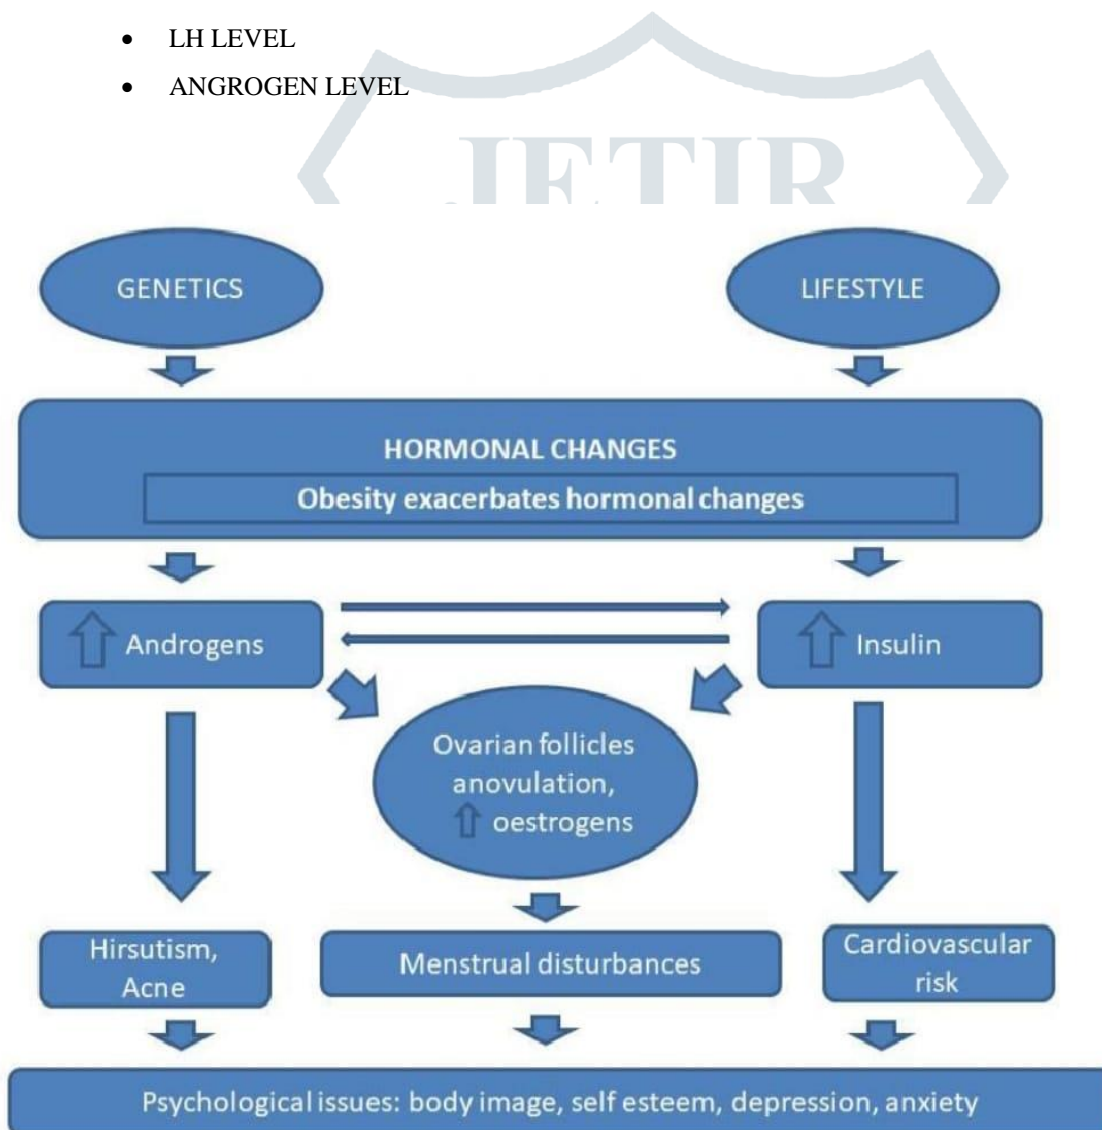 • LH LEVEL
• ANGROGEN LEVEL
JETIR
GENETICS
LIFESTYLE
HORMONAL CHANGES
Obesity exacerbates hormonal changes
Androgens
Insulin
Ovarian follicles
anovulation,
oestrogens
Hirsutism,
Acne
Menstrual disturbances
Cardiovascular
risk
Psychological issues: body image, self esteem, depression, anxiety